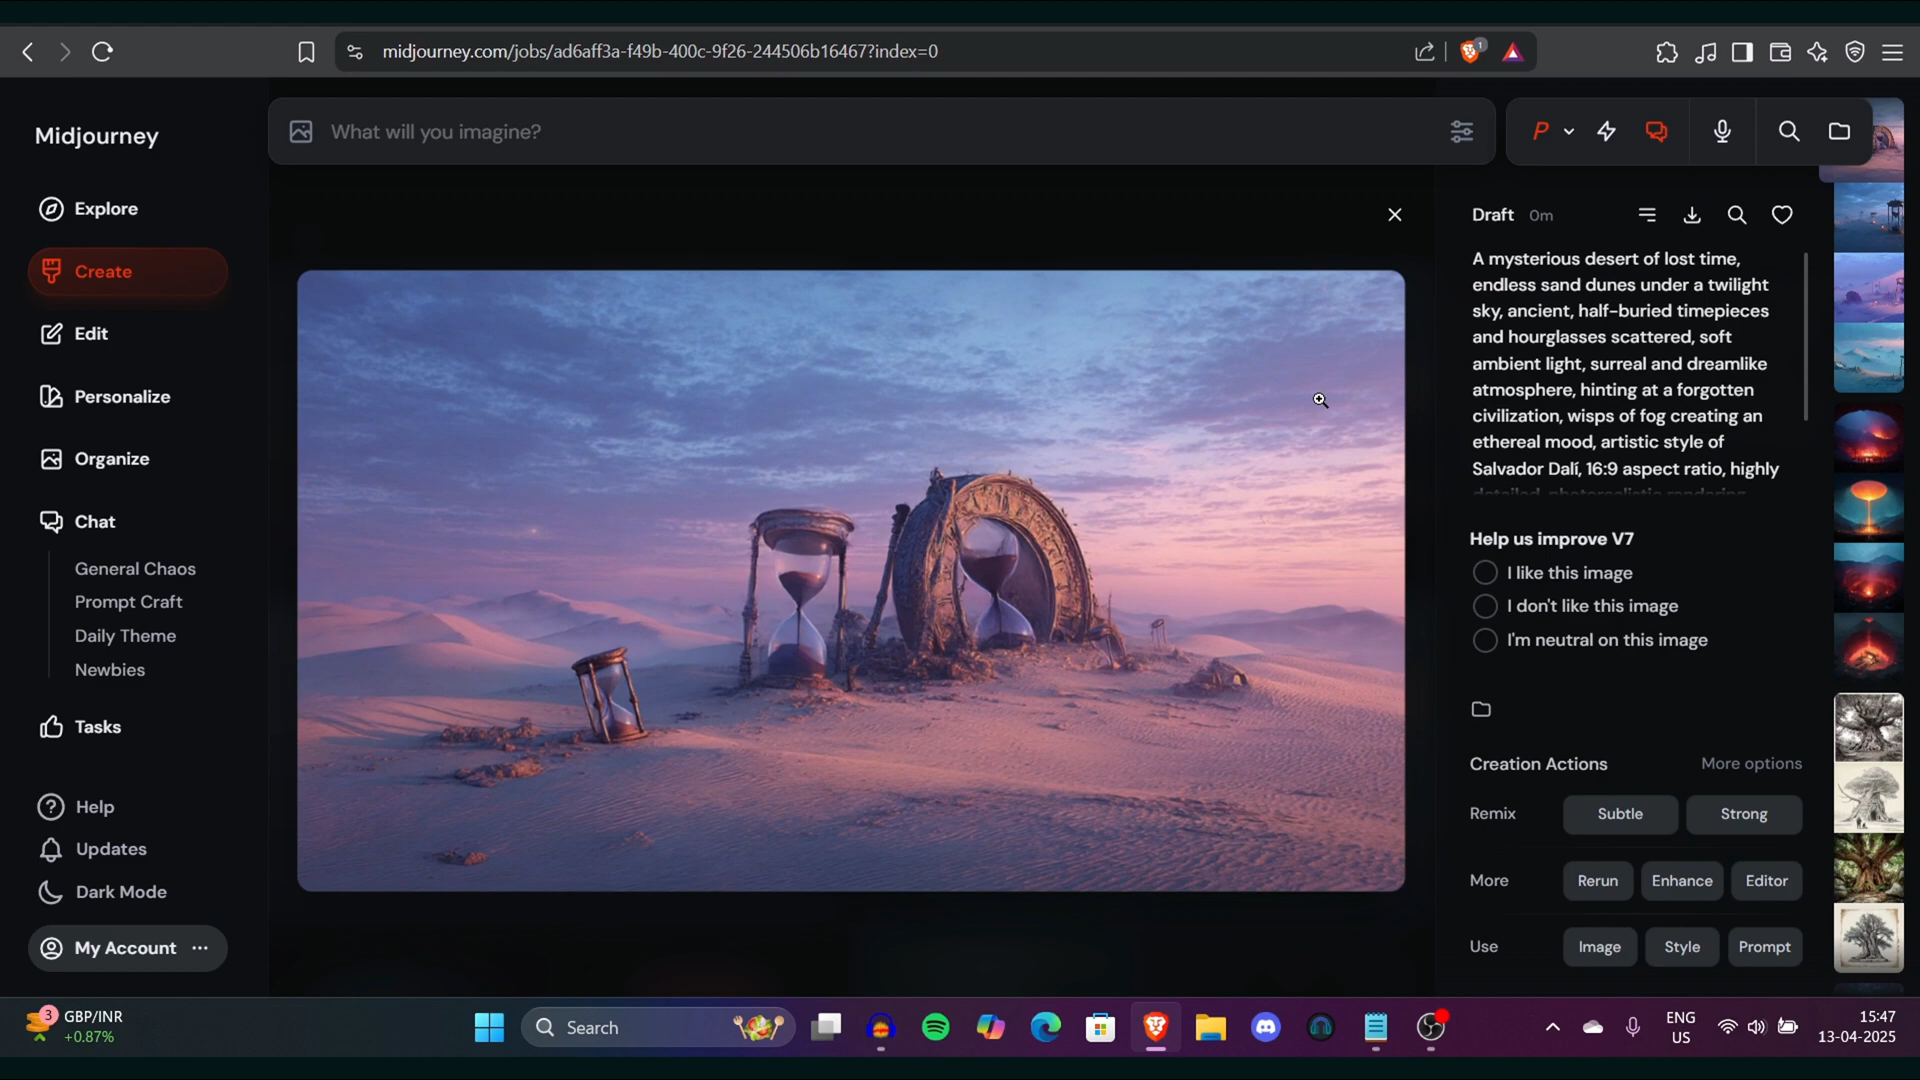 midjourney.com/jobs/ad6aff3a-f49b-400c-9f26-244506b16467?index=0
1
Midjourney
What will you imagine?
P
Explore
Create
Edit
Personalize
Organize
Chat
General Chaos
Prompt Craft
Daily Theme
Newbies
Tasks
Help
Updates
Dark Mode
My Account
Draft 0m
A mysterious desert of lost time,
endless sand dunes under a twilight
sky, ancient, half-buried timepieces
and hourglasses scattered, soft
ambient light, surreal and dreamlike
atmosphere, hinting at a forgotten
civilization, wisps of fog creating an
ethereal mood, artistic style of
Salvador Dalí, 16:9 aspect ratio, highly
detailed, photorealistic rendering
Help us improve V7
I like this image
I don't like this image
I'm neutral on this image
Creation Actions More options
Remix Subtle Strong
More Rerun Enhance Editor
Use Image Style Prompt
3
GBP/INR
+0.87%
Search
ENG
US
15:47
13-04-2025